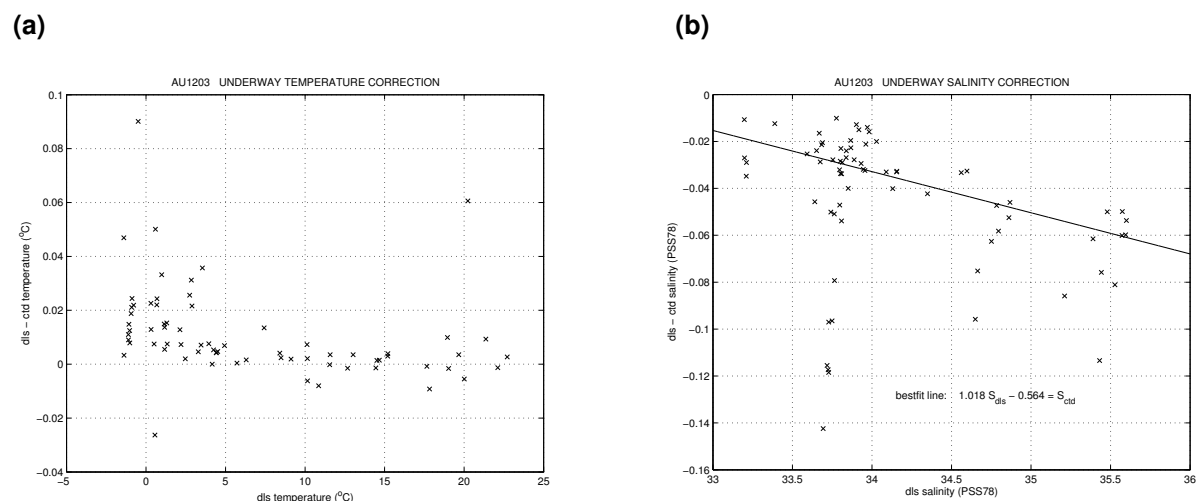 (a)
AU1203 UNDERWAY TEMPERATURE CORRECTION
0.1
0.08
0.06
0.04
0.02
0
−0.02
−0.04
dls − ctd temperature (°C)
−5 0 5 10 15 20 25
dls temperature (°C)
(b)
AU1203 UNDERWAY SALINITY CORRECTION
0
−0.02
−0.04
−0.06
−0.08
−0.1
−0.12
−0.14
−0.16
dls − ctd salinity (PSS78)
bestfit line: 1.018 S_dls − 0.564 = S_ctd
33 33.5 34 34.5 35 35.5 36
dls salinity (PSS78)